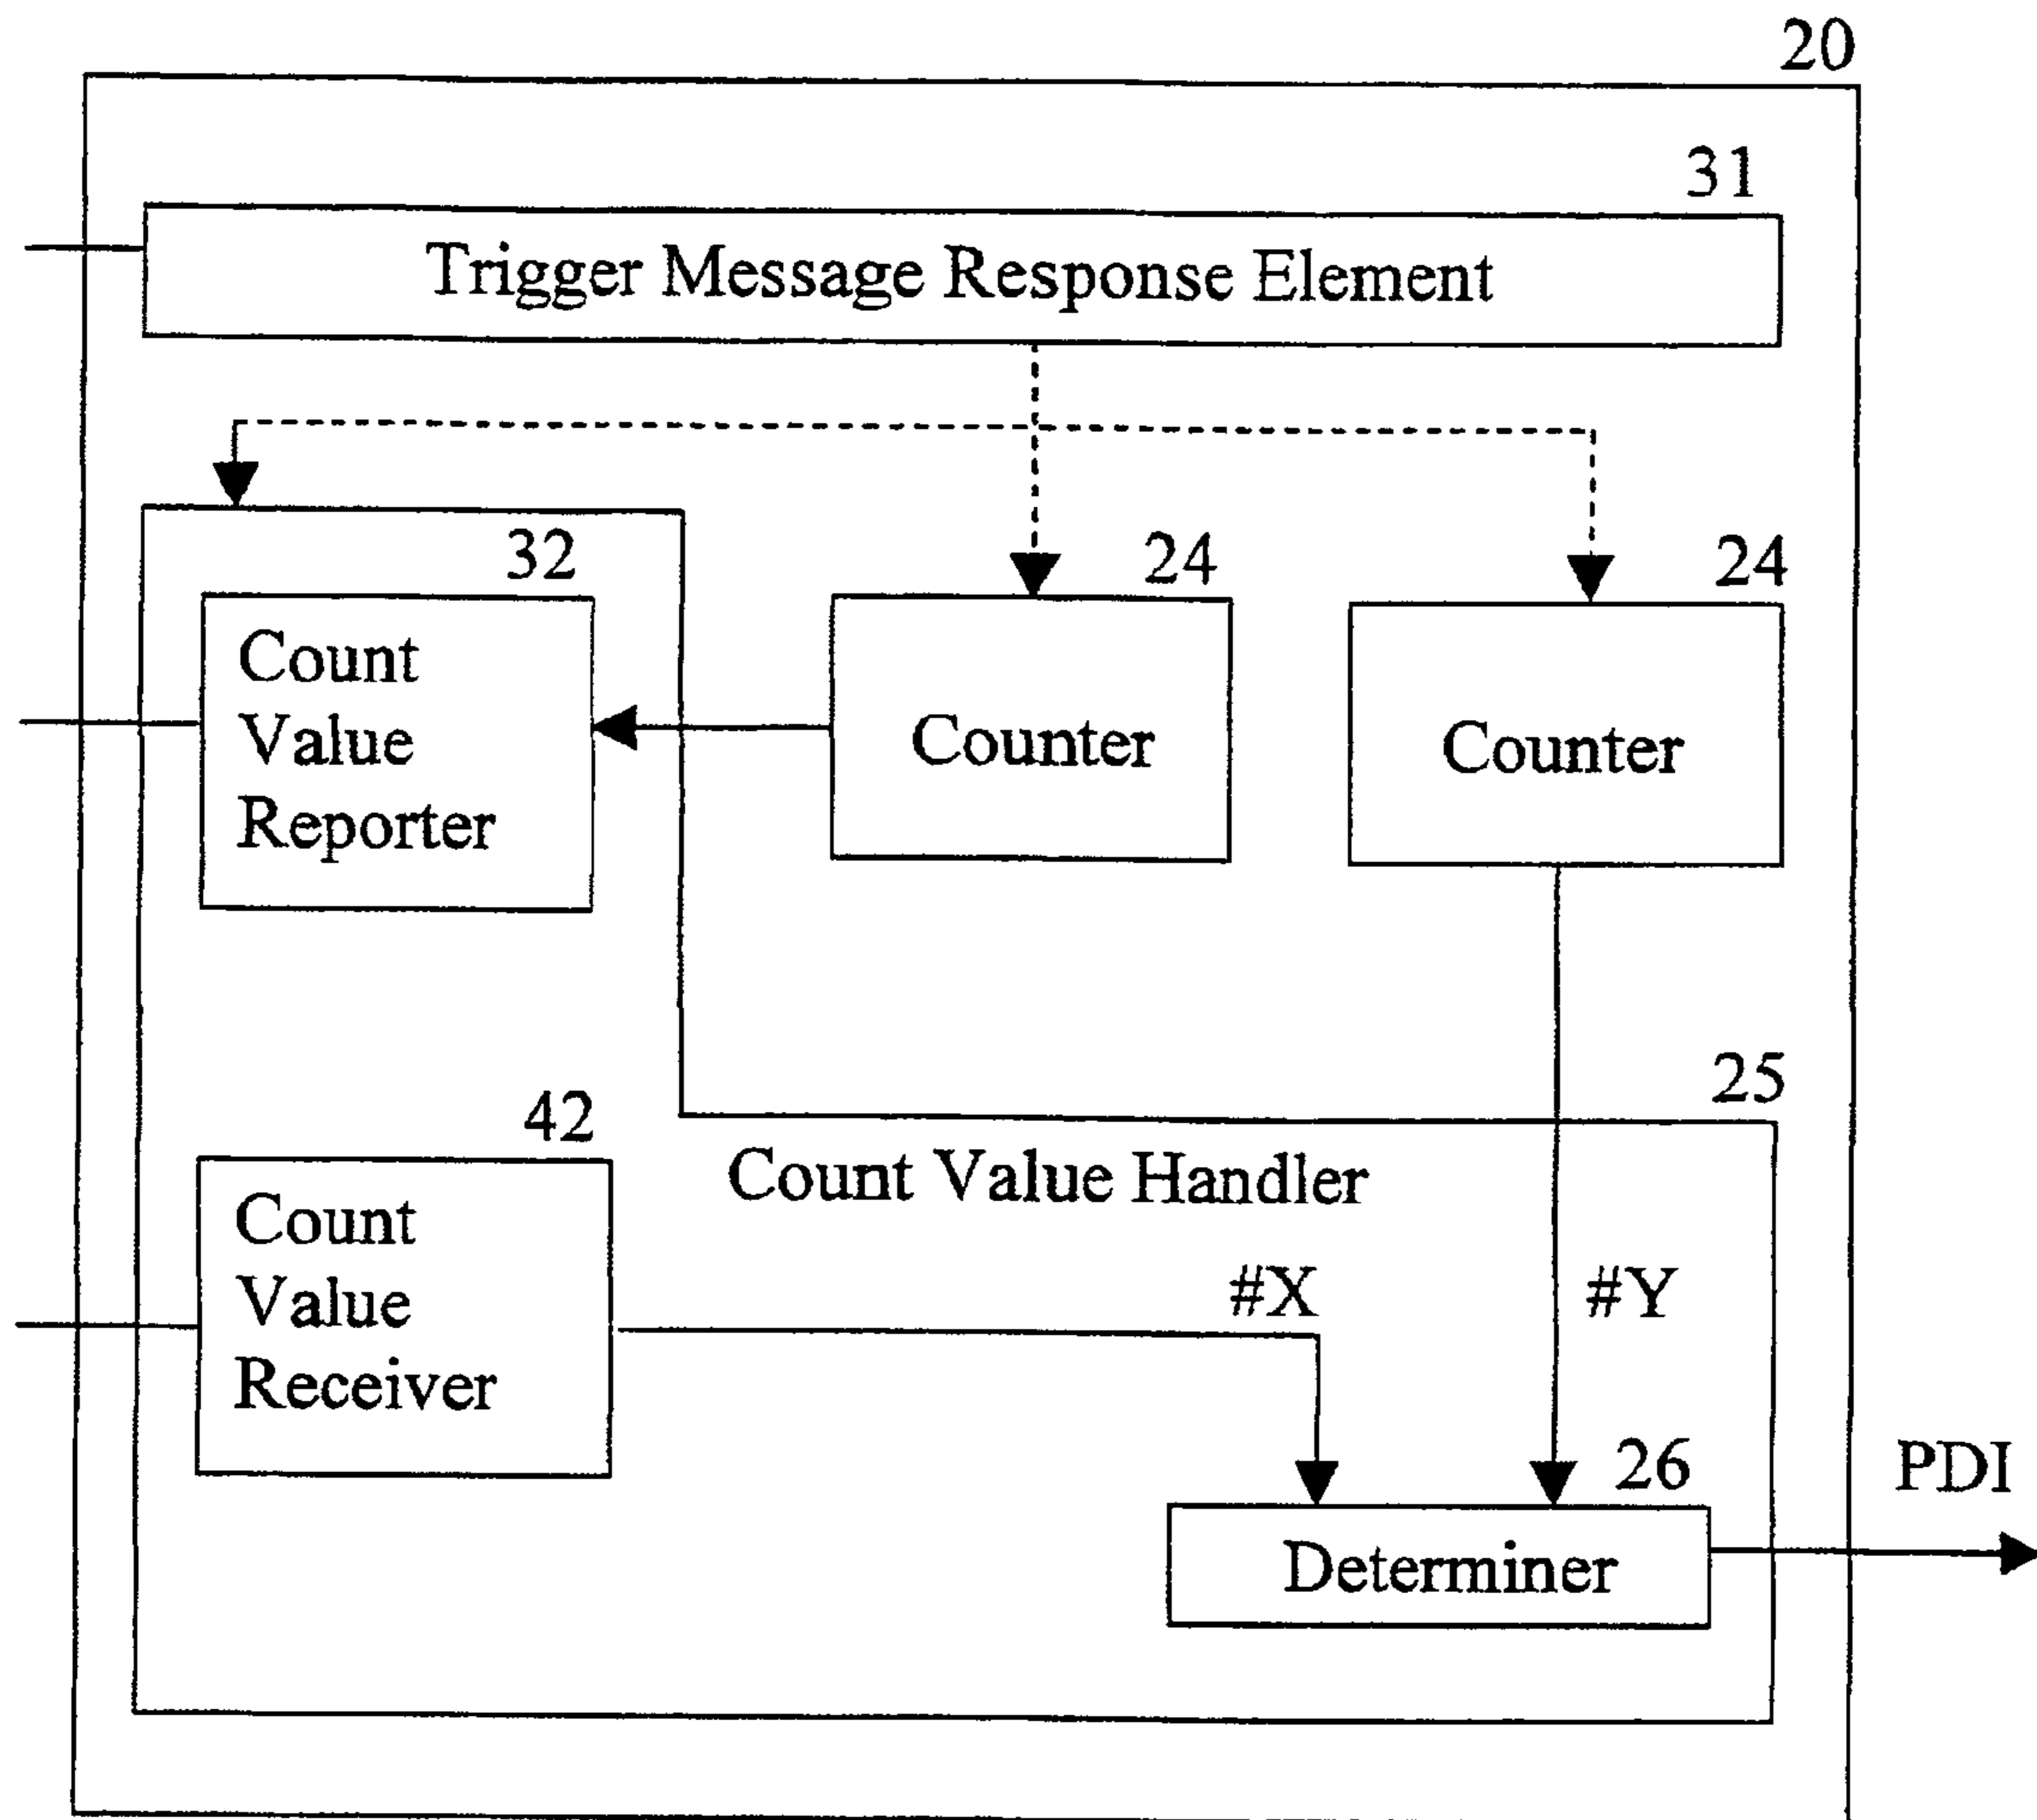 20
31
Trigger Message Response Element
32
24
24
Count
Value
Reporter
Counter
Counter
25
42
Count Value Handler
Count
Value
Receiver
#X
#Y
26
PDI
Determiner